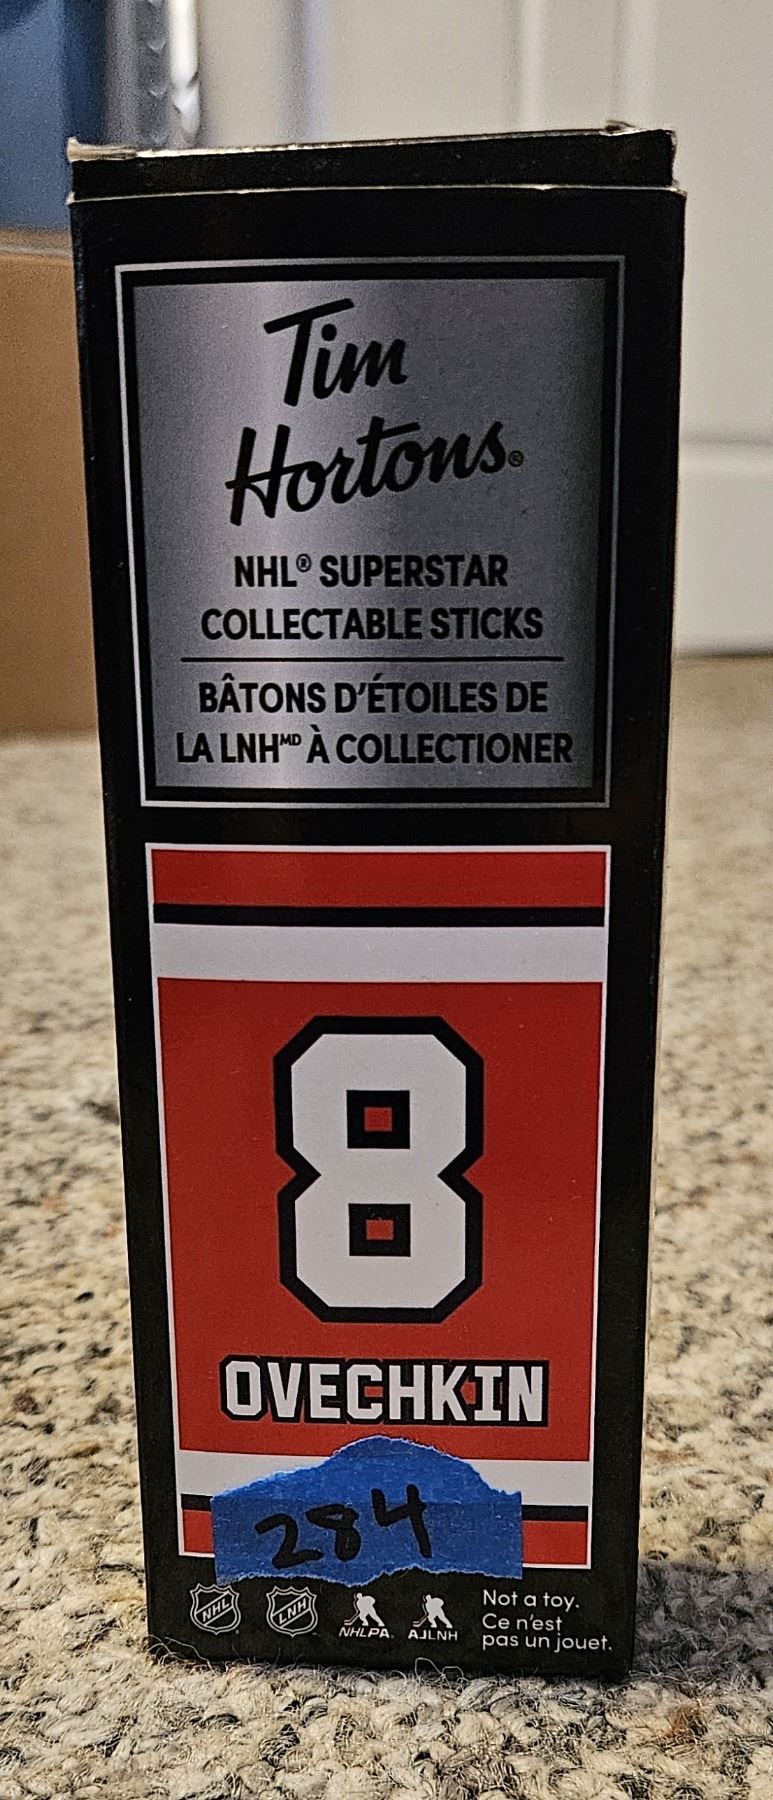 Tim
Hortons®
NHL® SUPERSTAR
COLLECTABLE STICKS
BÂTONS D'ÉTOILES DE
LA LNHᴹᴰ À COLLECTIONER
8
OVECHKIN
284
NHL LNH NHLPA. AJLNH
Not a toy.
Ce n'est
pas un jouet.